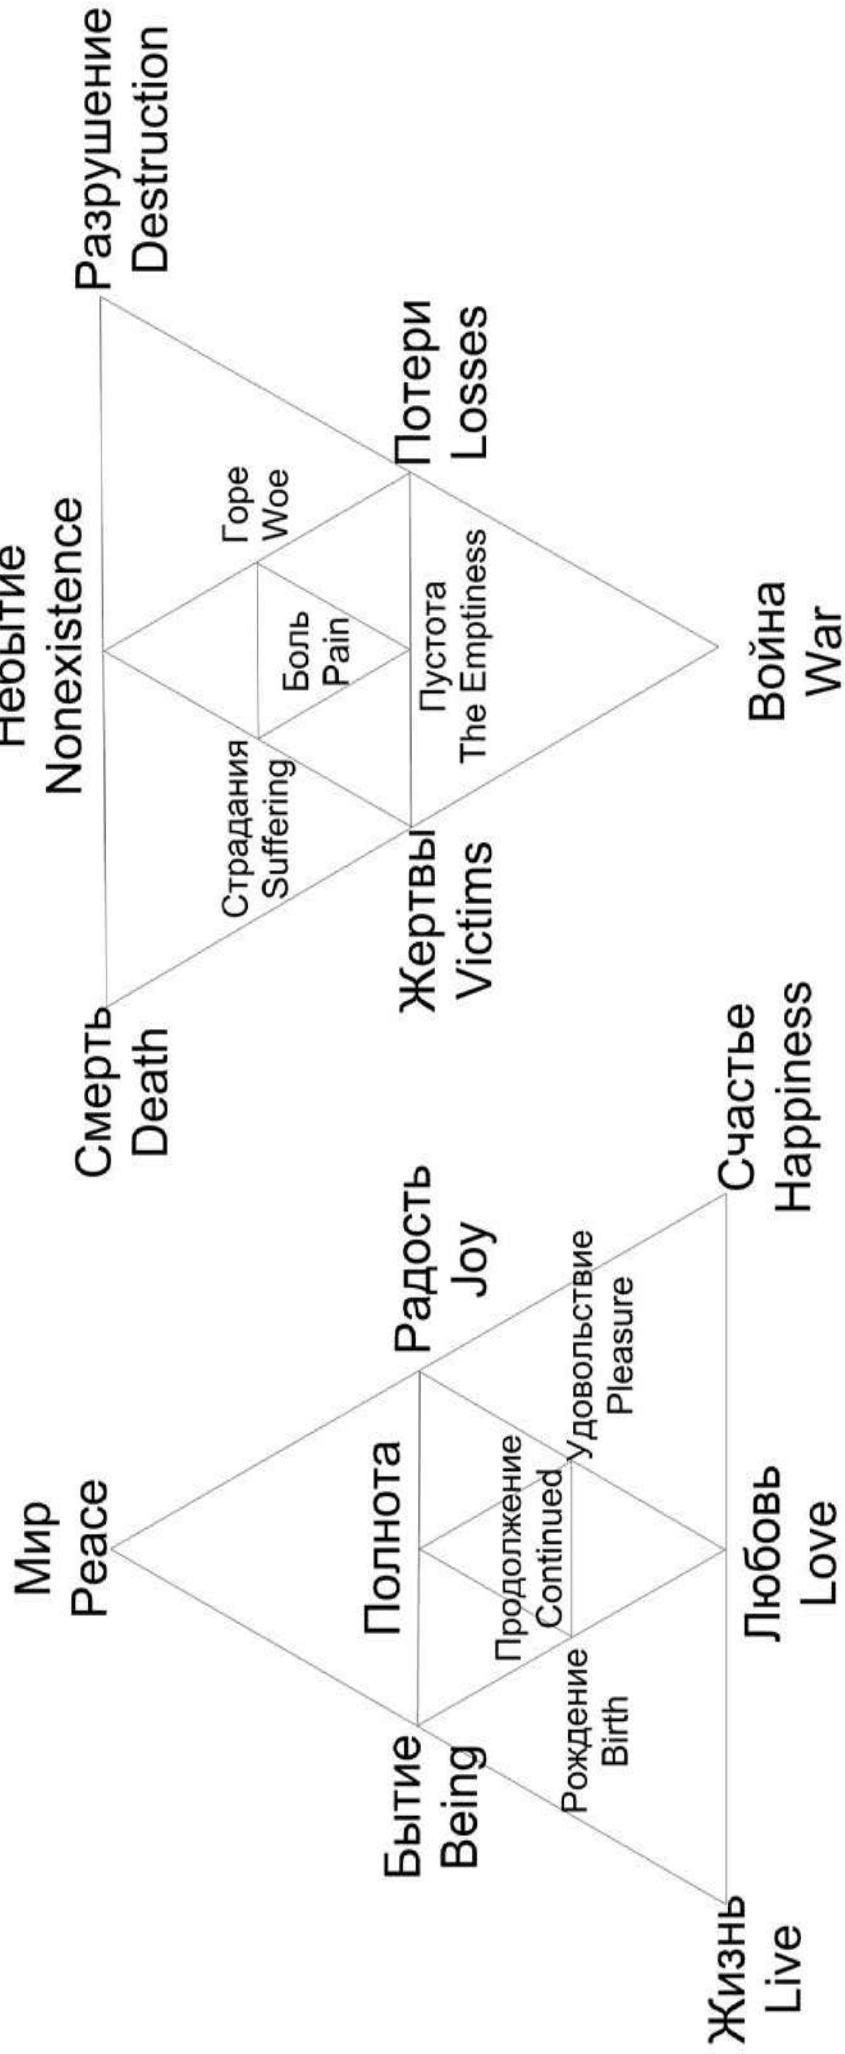 Мир
Peace
Бытие
Being
Полнота
Радость
Joy
Продолжение
Continued
Рождение
Birth
Удовольствие
Pleasure
Жизнь
Live
Любовь
Love
Счастье
Happiness
Небытие
Nonexistence
Смерть
Death
Разрушение
Destruction
Страдания
Suffering
Горе
Woe
Боль
Pain
Жертвы
Victims
Пустота
The Emptiness
Потери
Losses
Война
War